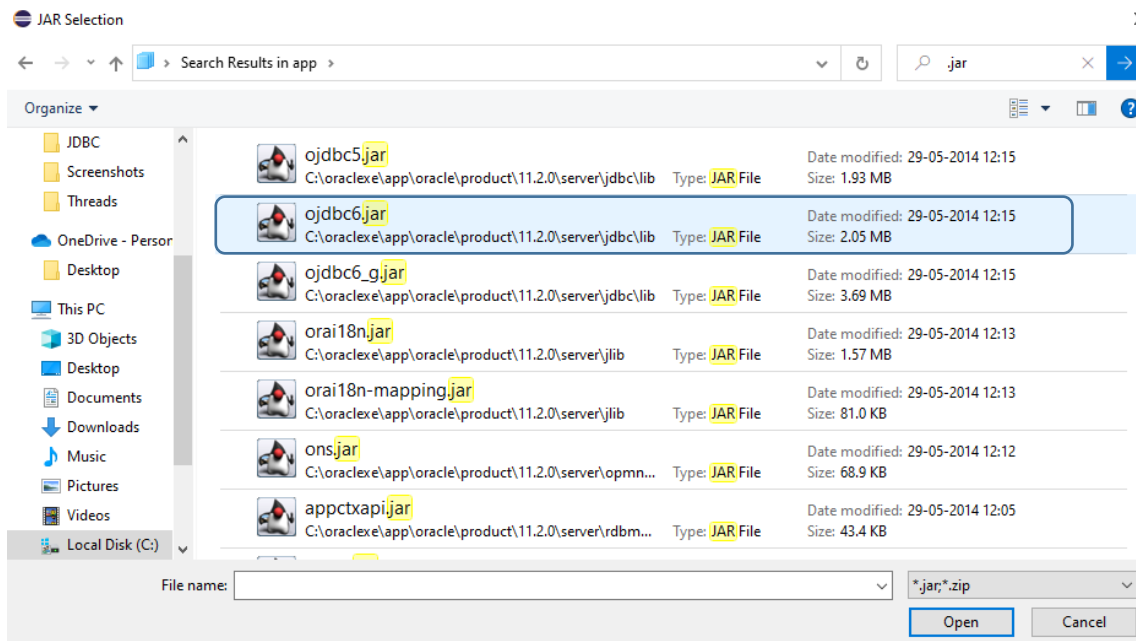 JAR Selection
Search Results in app
.jar
Organize
JDBC
Screenshots
Threads
OneDrive - Person
Desktop
This PC
3D Objects
Desktop
Documents
Downloads
Music
Pictures
Videos
Local Disk (C:)
ojdbc5.jar Date modified: 29-05-2014 12:15
C:\oraclexe\app\oracle\product\11.2.0\server\jdbc\lib Type: JAR File Size: 1.93 MB
ojdbc6.jar Date modified: 29-05-2014 12:15
C:\oraclexe\app\oracle\product\11.2.0\server\jdbc\lib Type: JAR File Size: 2.05 MB
ojdbc6_g.jar Date modified: 29-05-2014 12:15
C:\oraclexe\app\oracle\product\11.2.0\server\jdbc\lib Type: JAR File Size: 3.69 MB
orai18n.jar Date modified: 29-05-2014 12:13
C:\oraclexe\app\oracle\product\11.2.0\server\jlib Type: JAR File Size: 1.57 MB
orai18n-mapping.jar Date modified: 29-05-2014 12:13
C:\oraclexe\app\oracle\product\11.2.0\server\jlib Type: JAR File Size: 81.0 KB
ons.jar Date modified: 29-05-2014 12:12
C:\oraclexe\app\oracle\product\11.2.0\server\opmn... Type: JAR File Size: 68.9 KB
appctxapi.jar Date modified: 29-05-2014 12:05
C:\oraclexe\app\oracle\product\11.2.0\server\rdbm... Type: JAR File Size: 43.4 KB
File name: *.jar;*.zip
Open Cancel